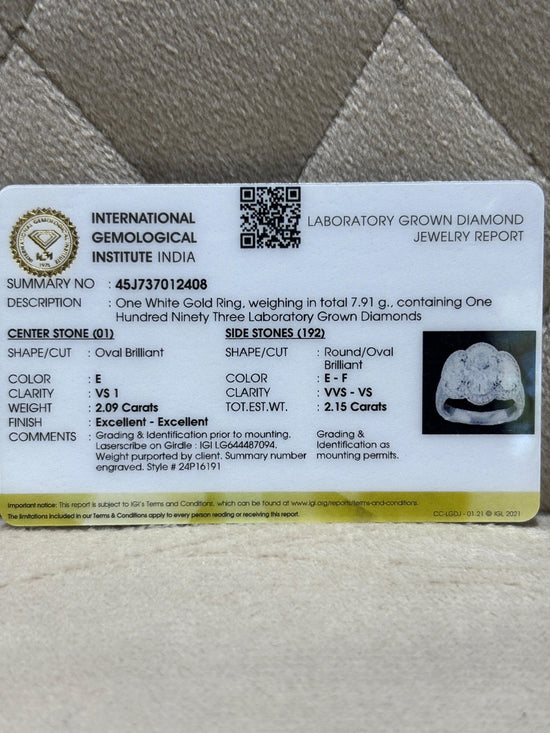 INTERNATIONAL
GEMOLOGICAL
INSTITUTE INDIA
LABORATORY GROWN DIAMOND
JEWELRY REPORT
SUMMARY NO : 45J737012408
DESCRIPTION : One White Gold Ring, weighing in total 7.91 g., containing One
Hundred Ninety Three Laboratory Grown Diamonds
CENTER STONE (01)
SHAPE/CUT : Oval Brilliant
COLOR : E
CLARITY : VS 1
WEIGHT : 2.09 Carats
FINISH : Excellent - Excellent
COMMENTS : Grading & Identification prior to mounting.
Laserscribe on Girdle : IGI LG644487094.
Weight purported by client. Summary number
engraved. Style # 24P16191
SIDE STONES (192)
SHAPE/CUT : Round/Oval
Brilliant
COLOR : E - F
CLARITY : VVS - VS
TOT.EST.WT. : 2.15 Carats
Grading &
Identification as
mounting permits.
Important notice: This report is subject to IGI's Terms and Conditions, which can be found at www.igi.org/reports/terms-and-conditions.
The limitations included in our Terms & Conditions apply to every person reading or receiving this report.
CC-LGDJ - 01.21 © IGI, 2021